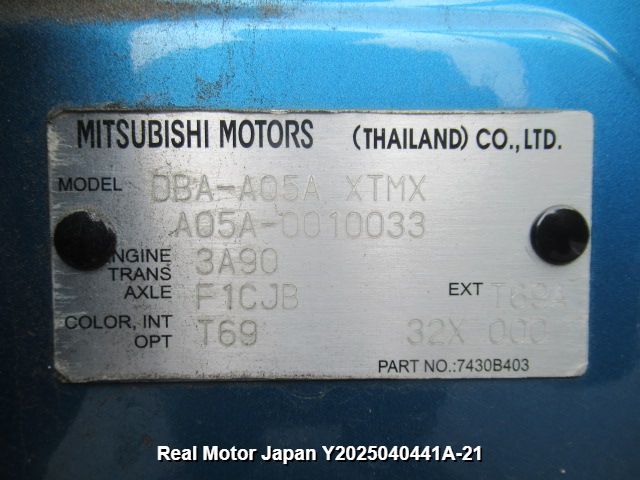 MITSUBISHI MOTORS (THAILAND) CO., LTD.
MODEL DBA-A05A XTMX
A05A-0010033
ENGINE 3A90
TRANS
AXLE F1CJB EXT T69A
COLOR, INT T69 32X 000
OPT
PART NO.:7430B403
Real Motor Japan Y2025040441A-21